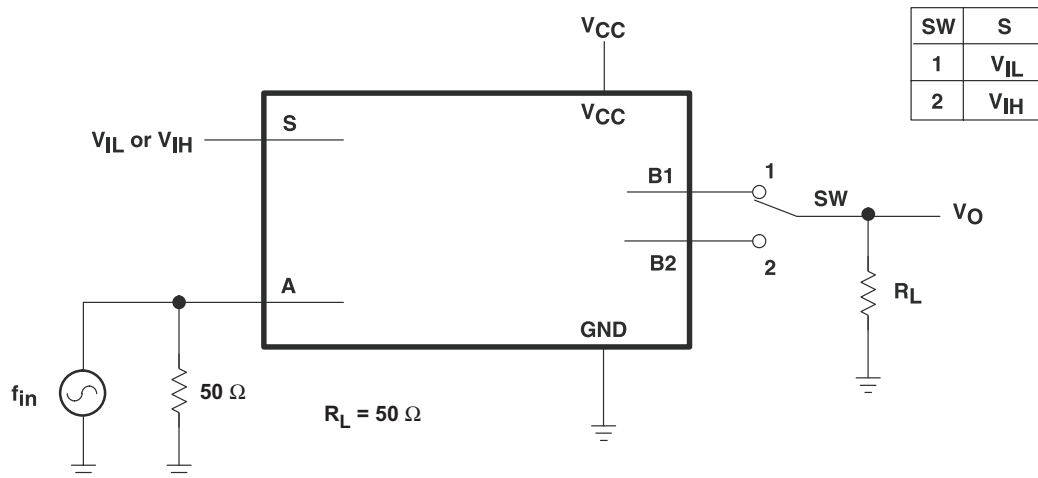 VCC
SW S
1 VIL
2 VIH
VCC
S
VIL or VIH
B1
1
SW
VO
B2
2
A
RL
GND
fin
50 Ω
RL = 50 Ω